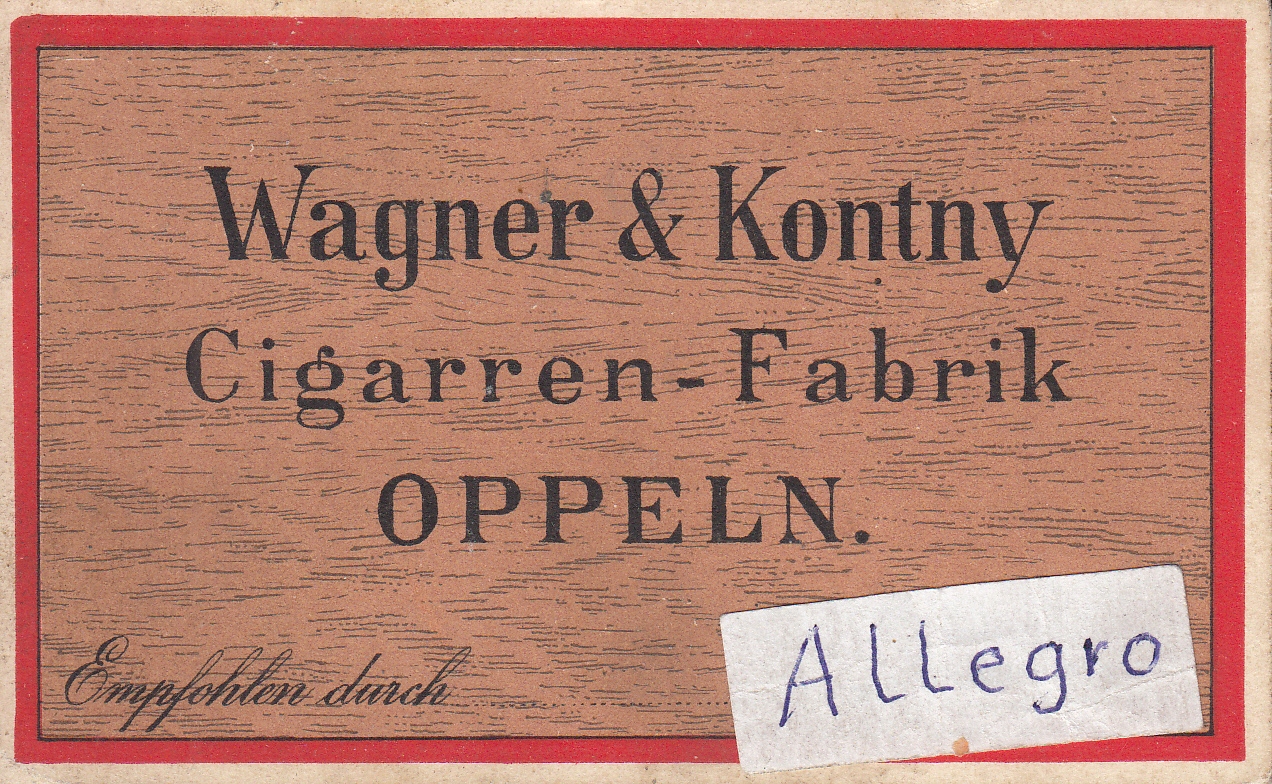 Wagner & Kontny
Cigarren-Fabrik
OPPELN.
Empfohlen durch
Allegro